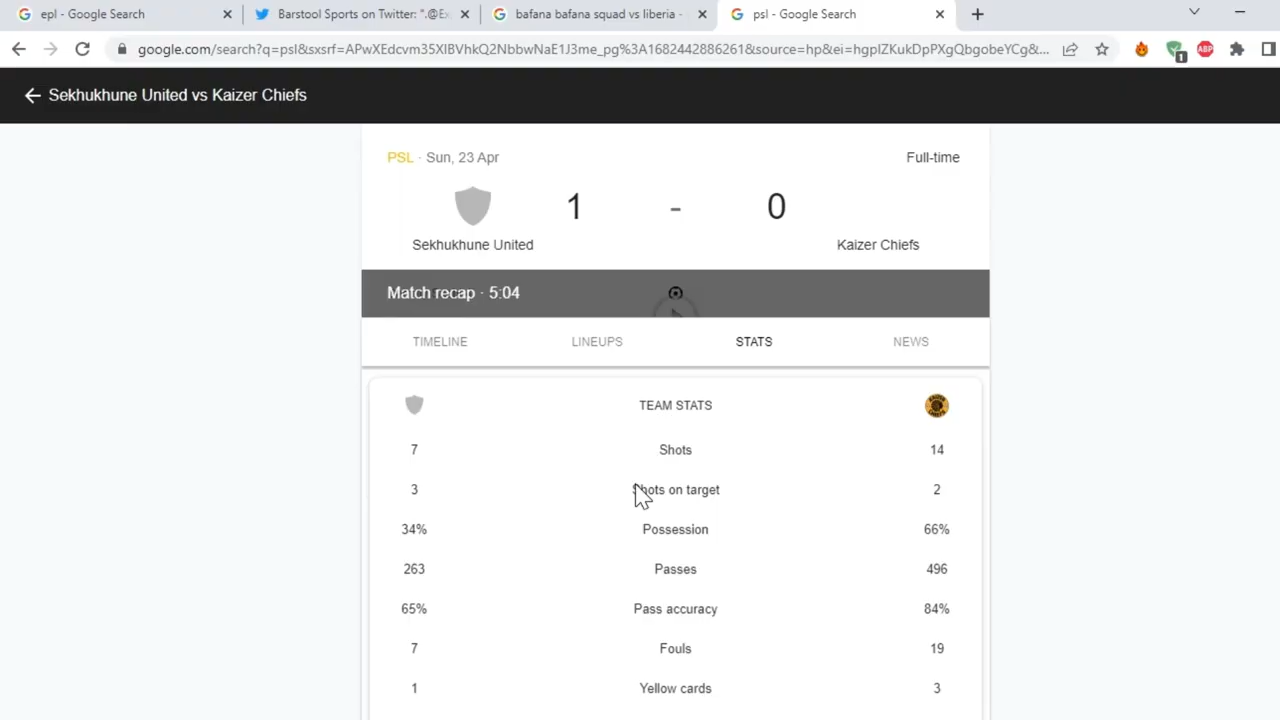 epl - Google Search
Barstool Sports on Twitter: ".@Ex
bafana bafana squad vs liberia -
psl - Google Search
google.com/search?q=psl&sxsrf=APwXEdcvm35XIBVhkQ2NbbwNaE1J3me_pg%3A1682442886261&source=hp&ei=hgpIZKukDpPXgQbgobeYCg&...
1
ABP
Sekhukhune United vs Kaizer Chiefs
PSL · Sun, 23 Apr
Full-time
1 - 0
Sekhukhune United
Kaizer Chiefs
Match recap · 5:04
TIMELINE
LINEUPS
STATS
NEWS
TEAM STATS
7 Shots 14
3 Shots on target 2
34% Possession 66%
263 Passes 496
65% Pass accuracy 84%
7 Fouls 19
1 Yellow cards 3